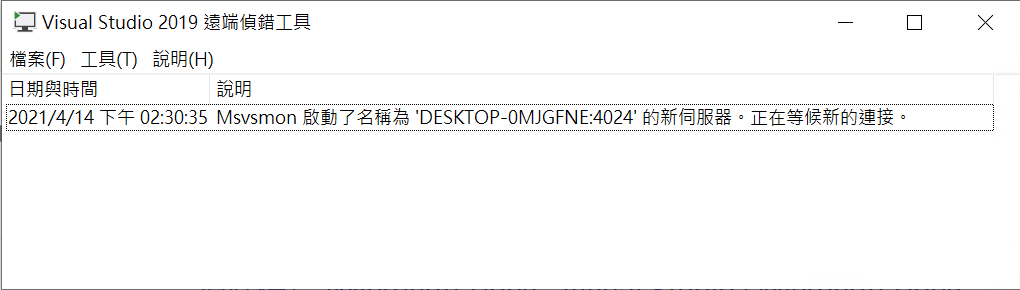 Visual Studio 2019 遠端偵錯工具
檔案(F) 工具(T) 說明(H)
日期與時間 說明
2021/4/14 下午 02:30:35 Msvsmon 啟動了名稱為 'DESKTOP-0MJGFNE:4024' 的新伺服器。正在等候新的連接。